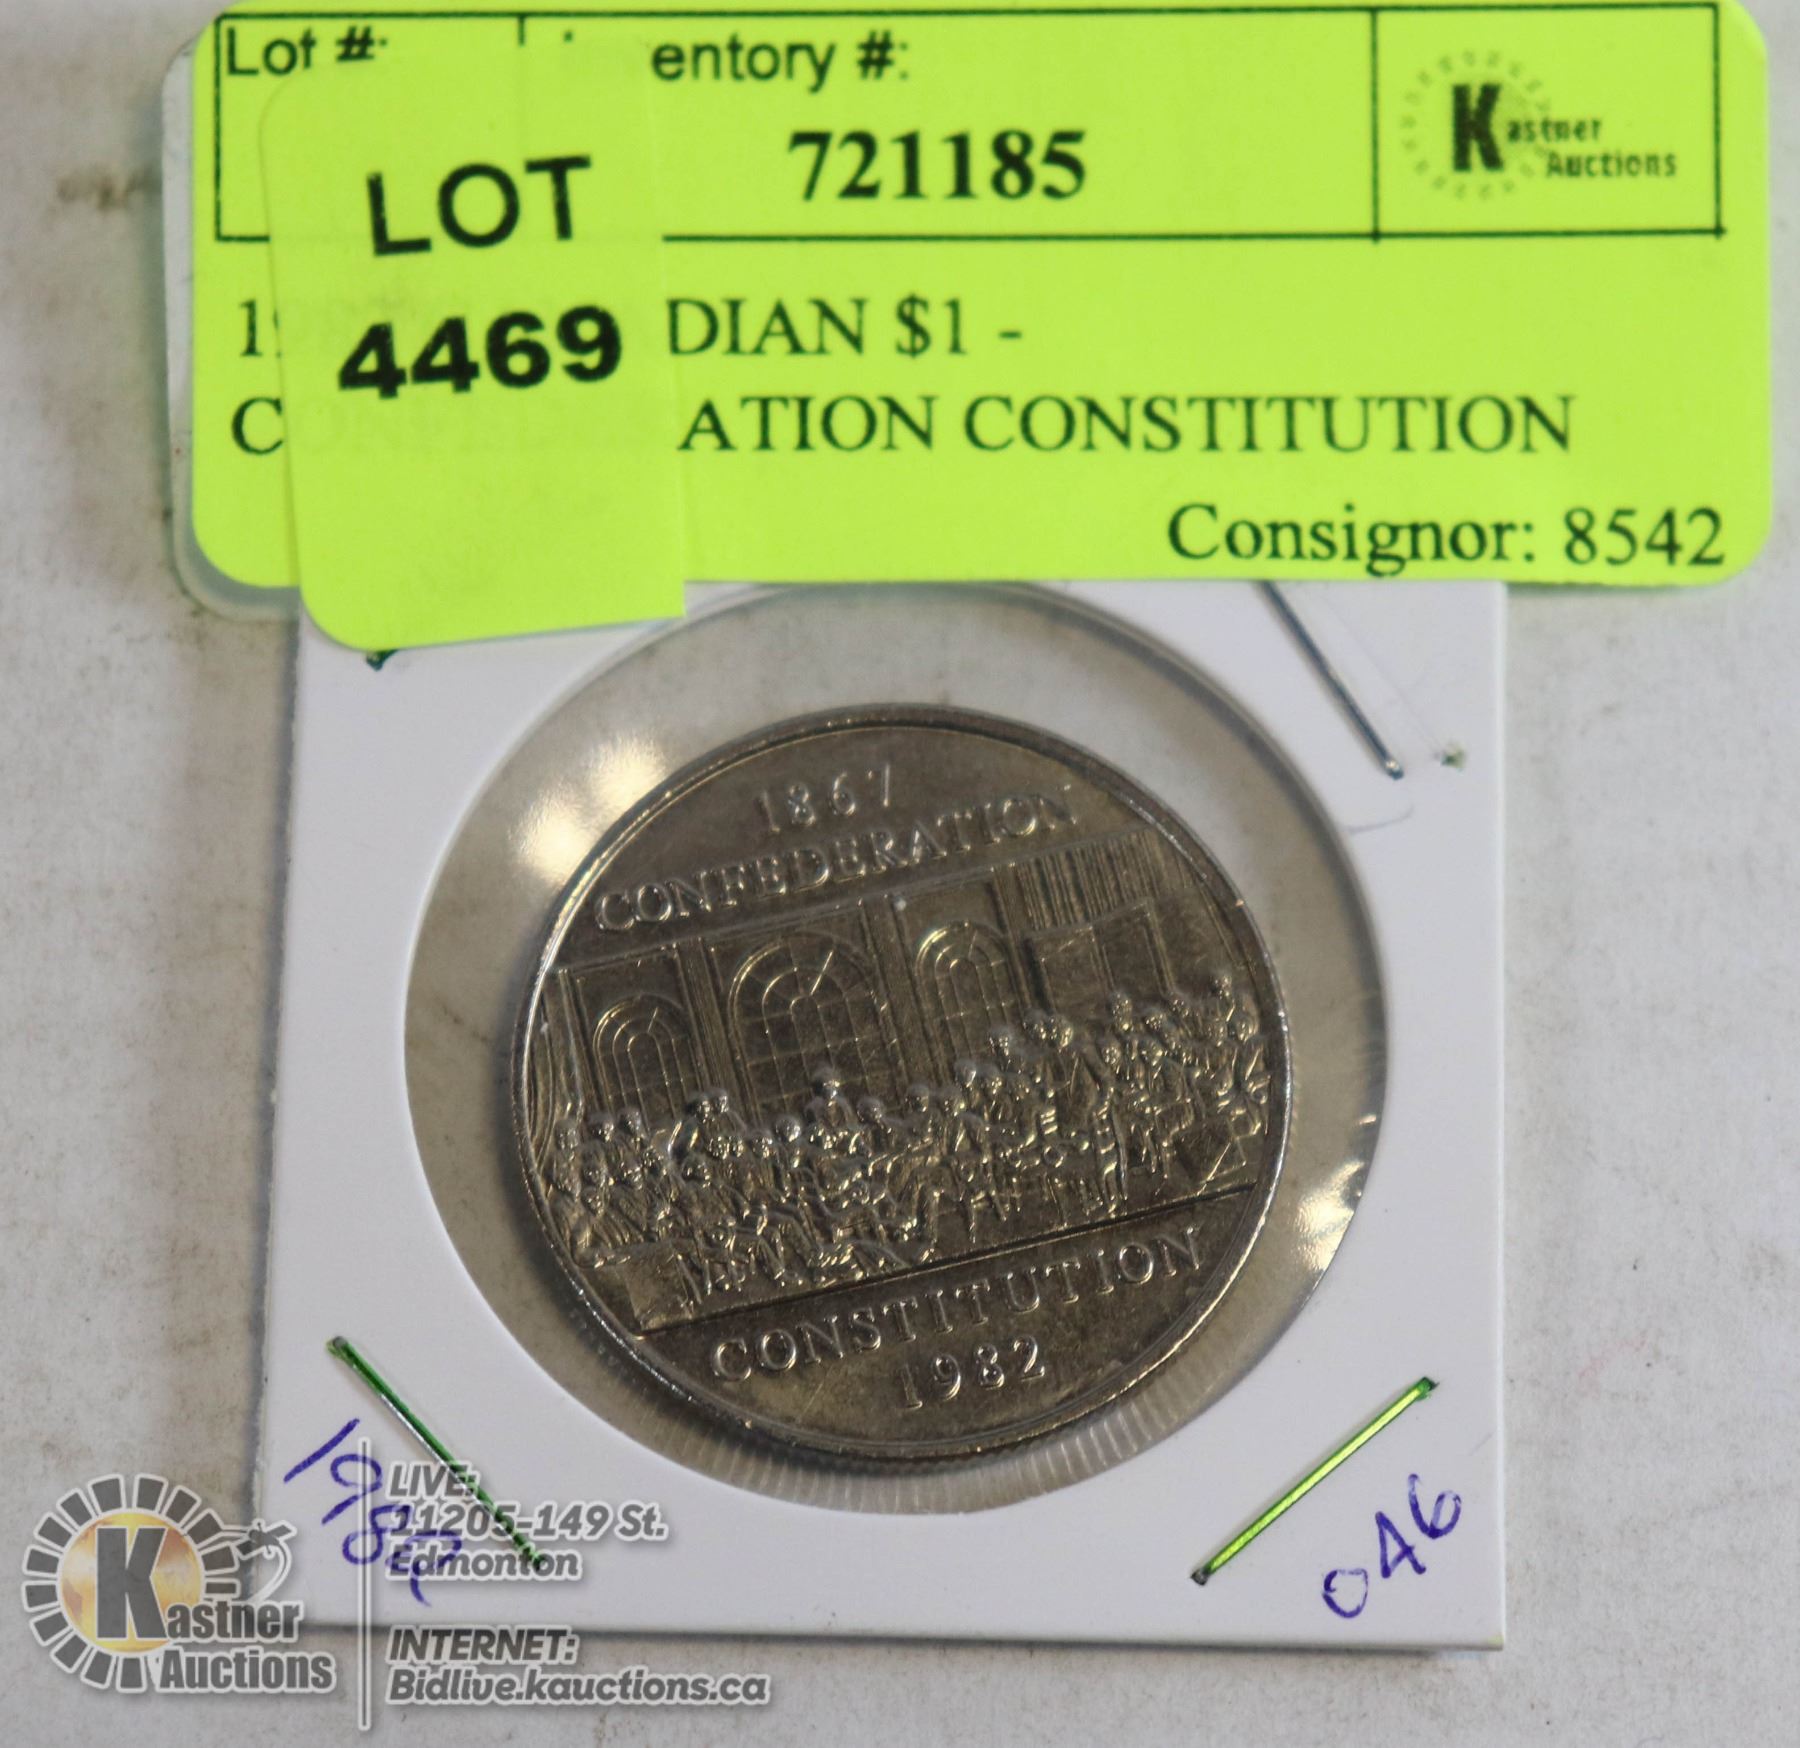 Lot #:
entory #:
721185
Kastner
Auctions
LOT
4469
DIAN $1 -
ATION CONSTITUTION
Consignor: 8542
1867
CONFEDERATION
CONSTITUTION
1982
1982
046
Kastner
Auctions
LIVE:
11205-149 St.
Edmonton
INTERNET:
Bidlive.kauctions.ca